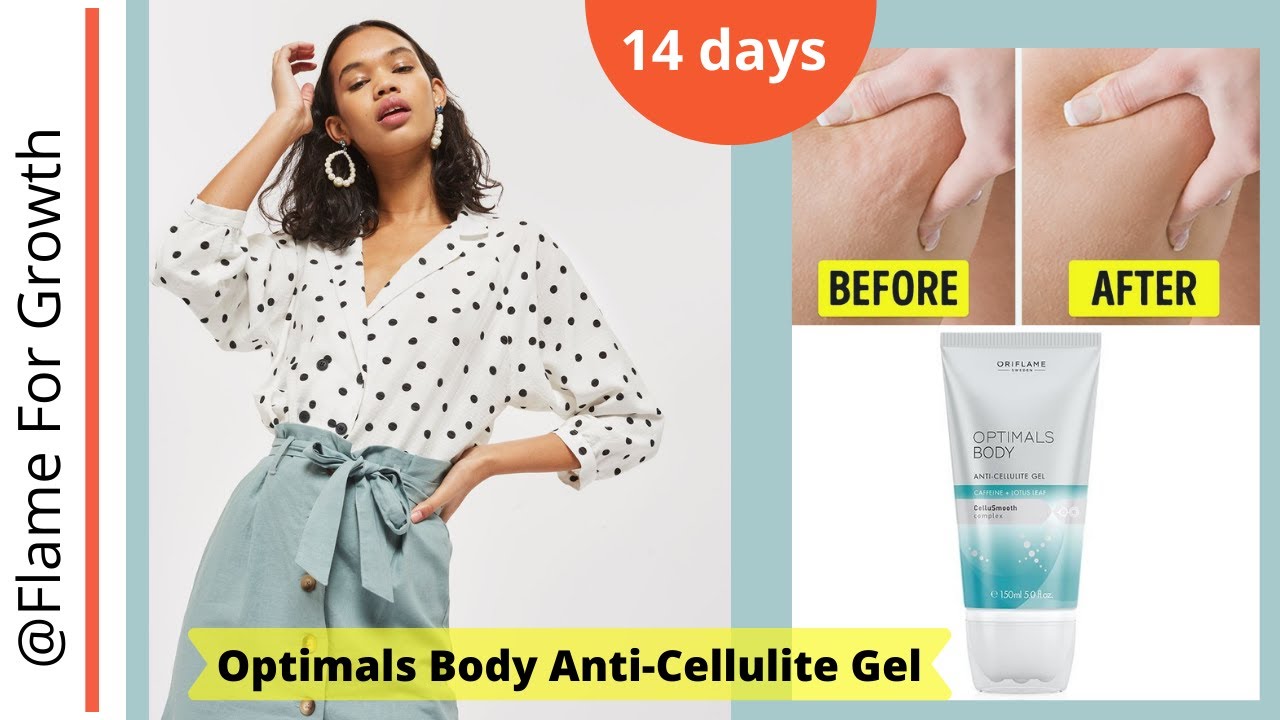 @Flame For Growth
14 days
BEFORE
AFTER
ORIFLAME
SWEDEN
OPTIMALS
BODY
ANTI-CELLULITE GEL
CAFFEINE + LOTUS LEAF
CelluSmooth
complex
℮ 150ml 5.0 fl.oz.
Optimals Body Anti-Cellulite Gel